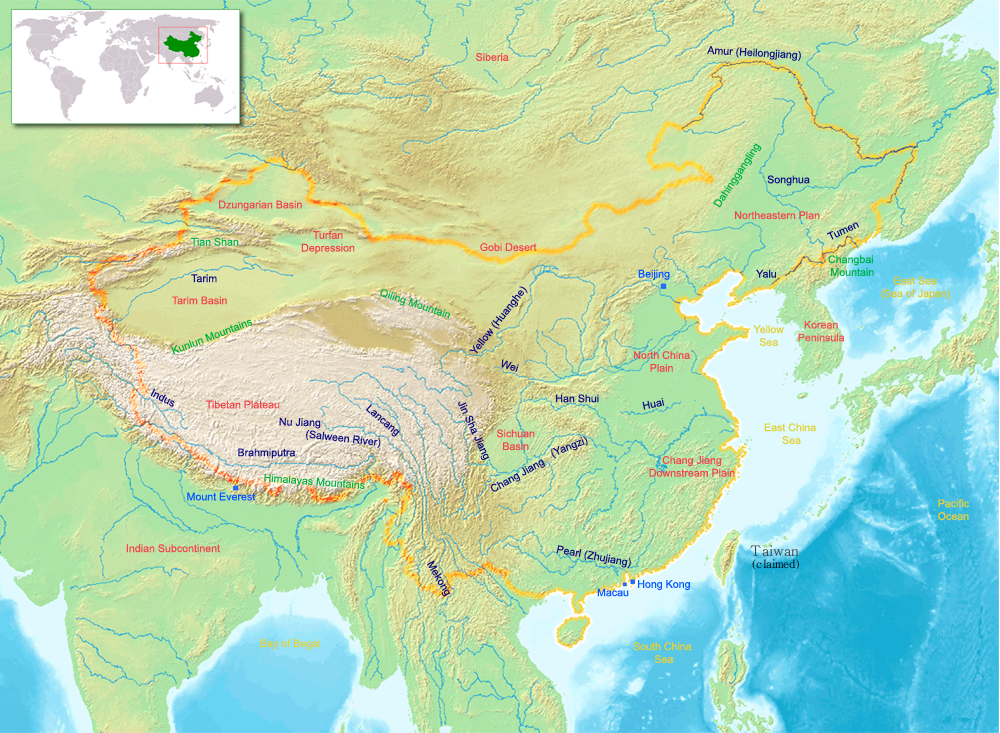 Siberia
Amur (Heilongjiang)
Dahinggangling
Songhua
Dzungarian Basin
Northeastern Plan
Tian Shan
Turfan
Depression
Gobi Desert
Tumen
Changbai
Mountain
Tarim
Beijing
Yalu
East Sea
(Sea of Japan)
Tarim Basin
Qiling Mountain
Yellow (Huanghe)
Yellow
Sea
Korean
Peninsula
Kunlun Mountains
Wei
North China
Plain
Indus
Tibetan Plateau
Lancang
Jin Sha Jiang
Han Shui
Huai
Nu Jiang
(Salween River)
Sichuan
Basin
East China
Sea
Brahmiputra
Chang Jiang (Yangzi)
Chang Jiang
Downstream Plain
Himalayas Mountains
Mount Everest
Pacific
Ocean
Indian Subcontinent
Pearl (Zhujiang)
Taiwan
(claimed)
Mekong
Macau
Hong Kong
Bay of Bagal
South China
Sea